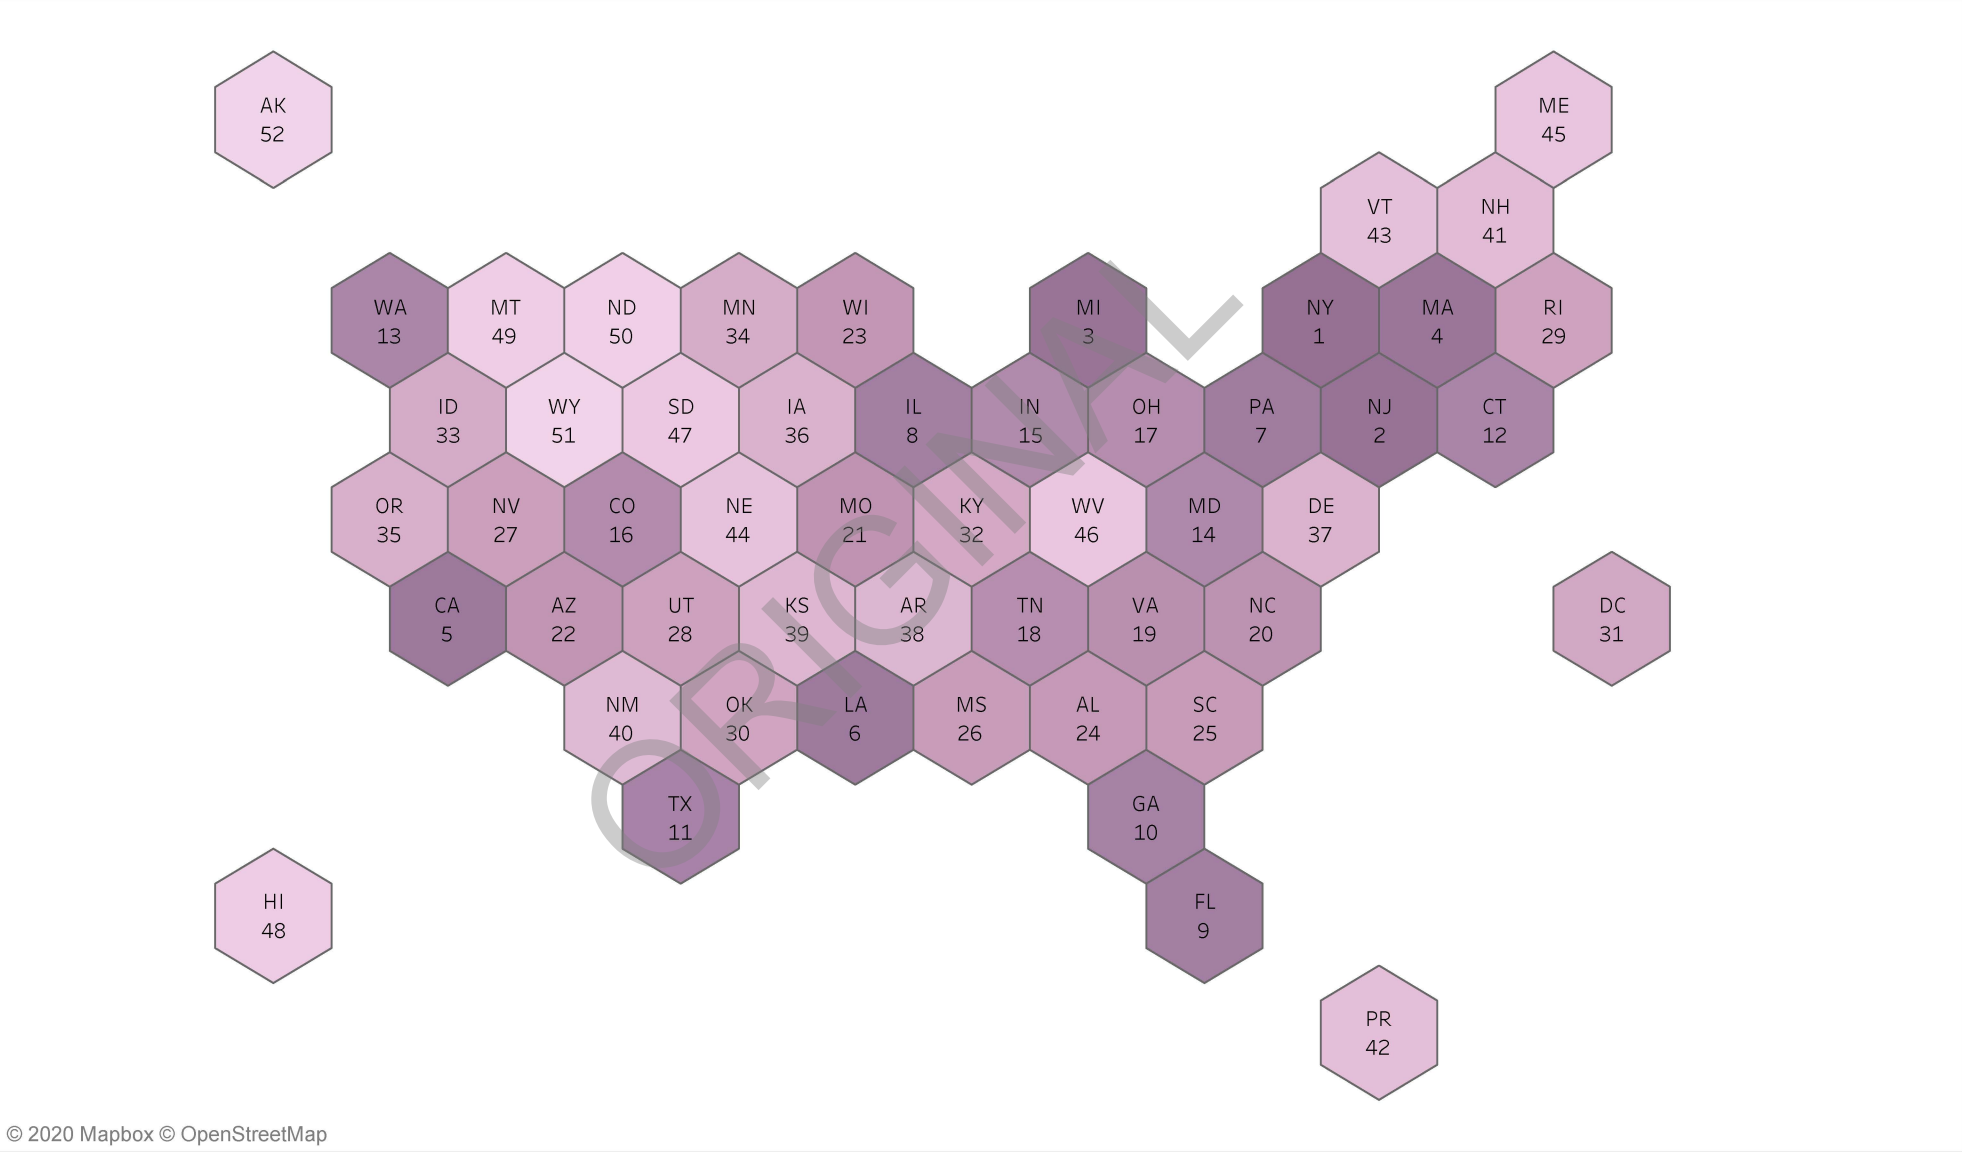 AK
52
ME
45
VT
43
NH
41
WA
13
MT
49
ND
50
MN
34
WI
23
MI
3
NY
1
MA
4
RI
29
ID
33
WY
51
SD
47
IA
36
IL
8
IN
15
OH
17
PA
7
NJ
2
CT
12
OR
35
NV
27
CO
16
NE
44
MO
21
KY
32
WV
46
MD
14
DE
37
CA
5
AZ
22
UT
28
KS
39
AR
38
TN
18
VA
19
NC
20
DC
31
NM
40
OK
30
LA
6
MS
26
AL
24
SC
25
TX
11
GA
10
HI
48
FL
9
PR
42
ORIGINAL
© 2020 Mapbox © OpenStreetMap